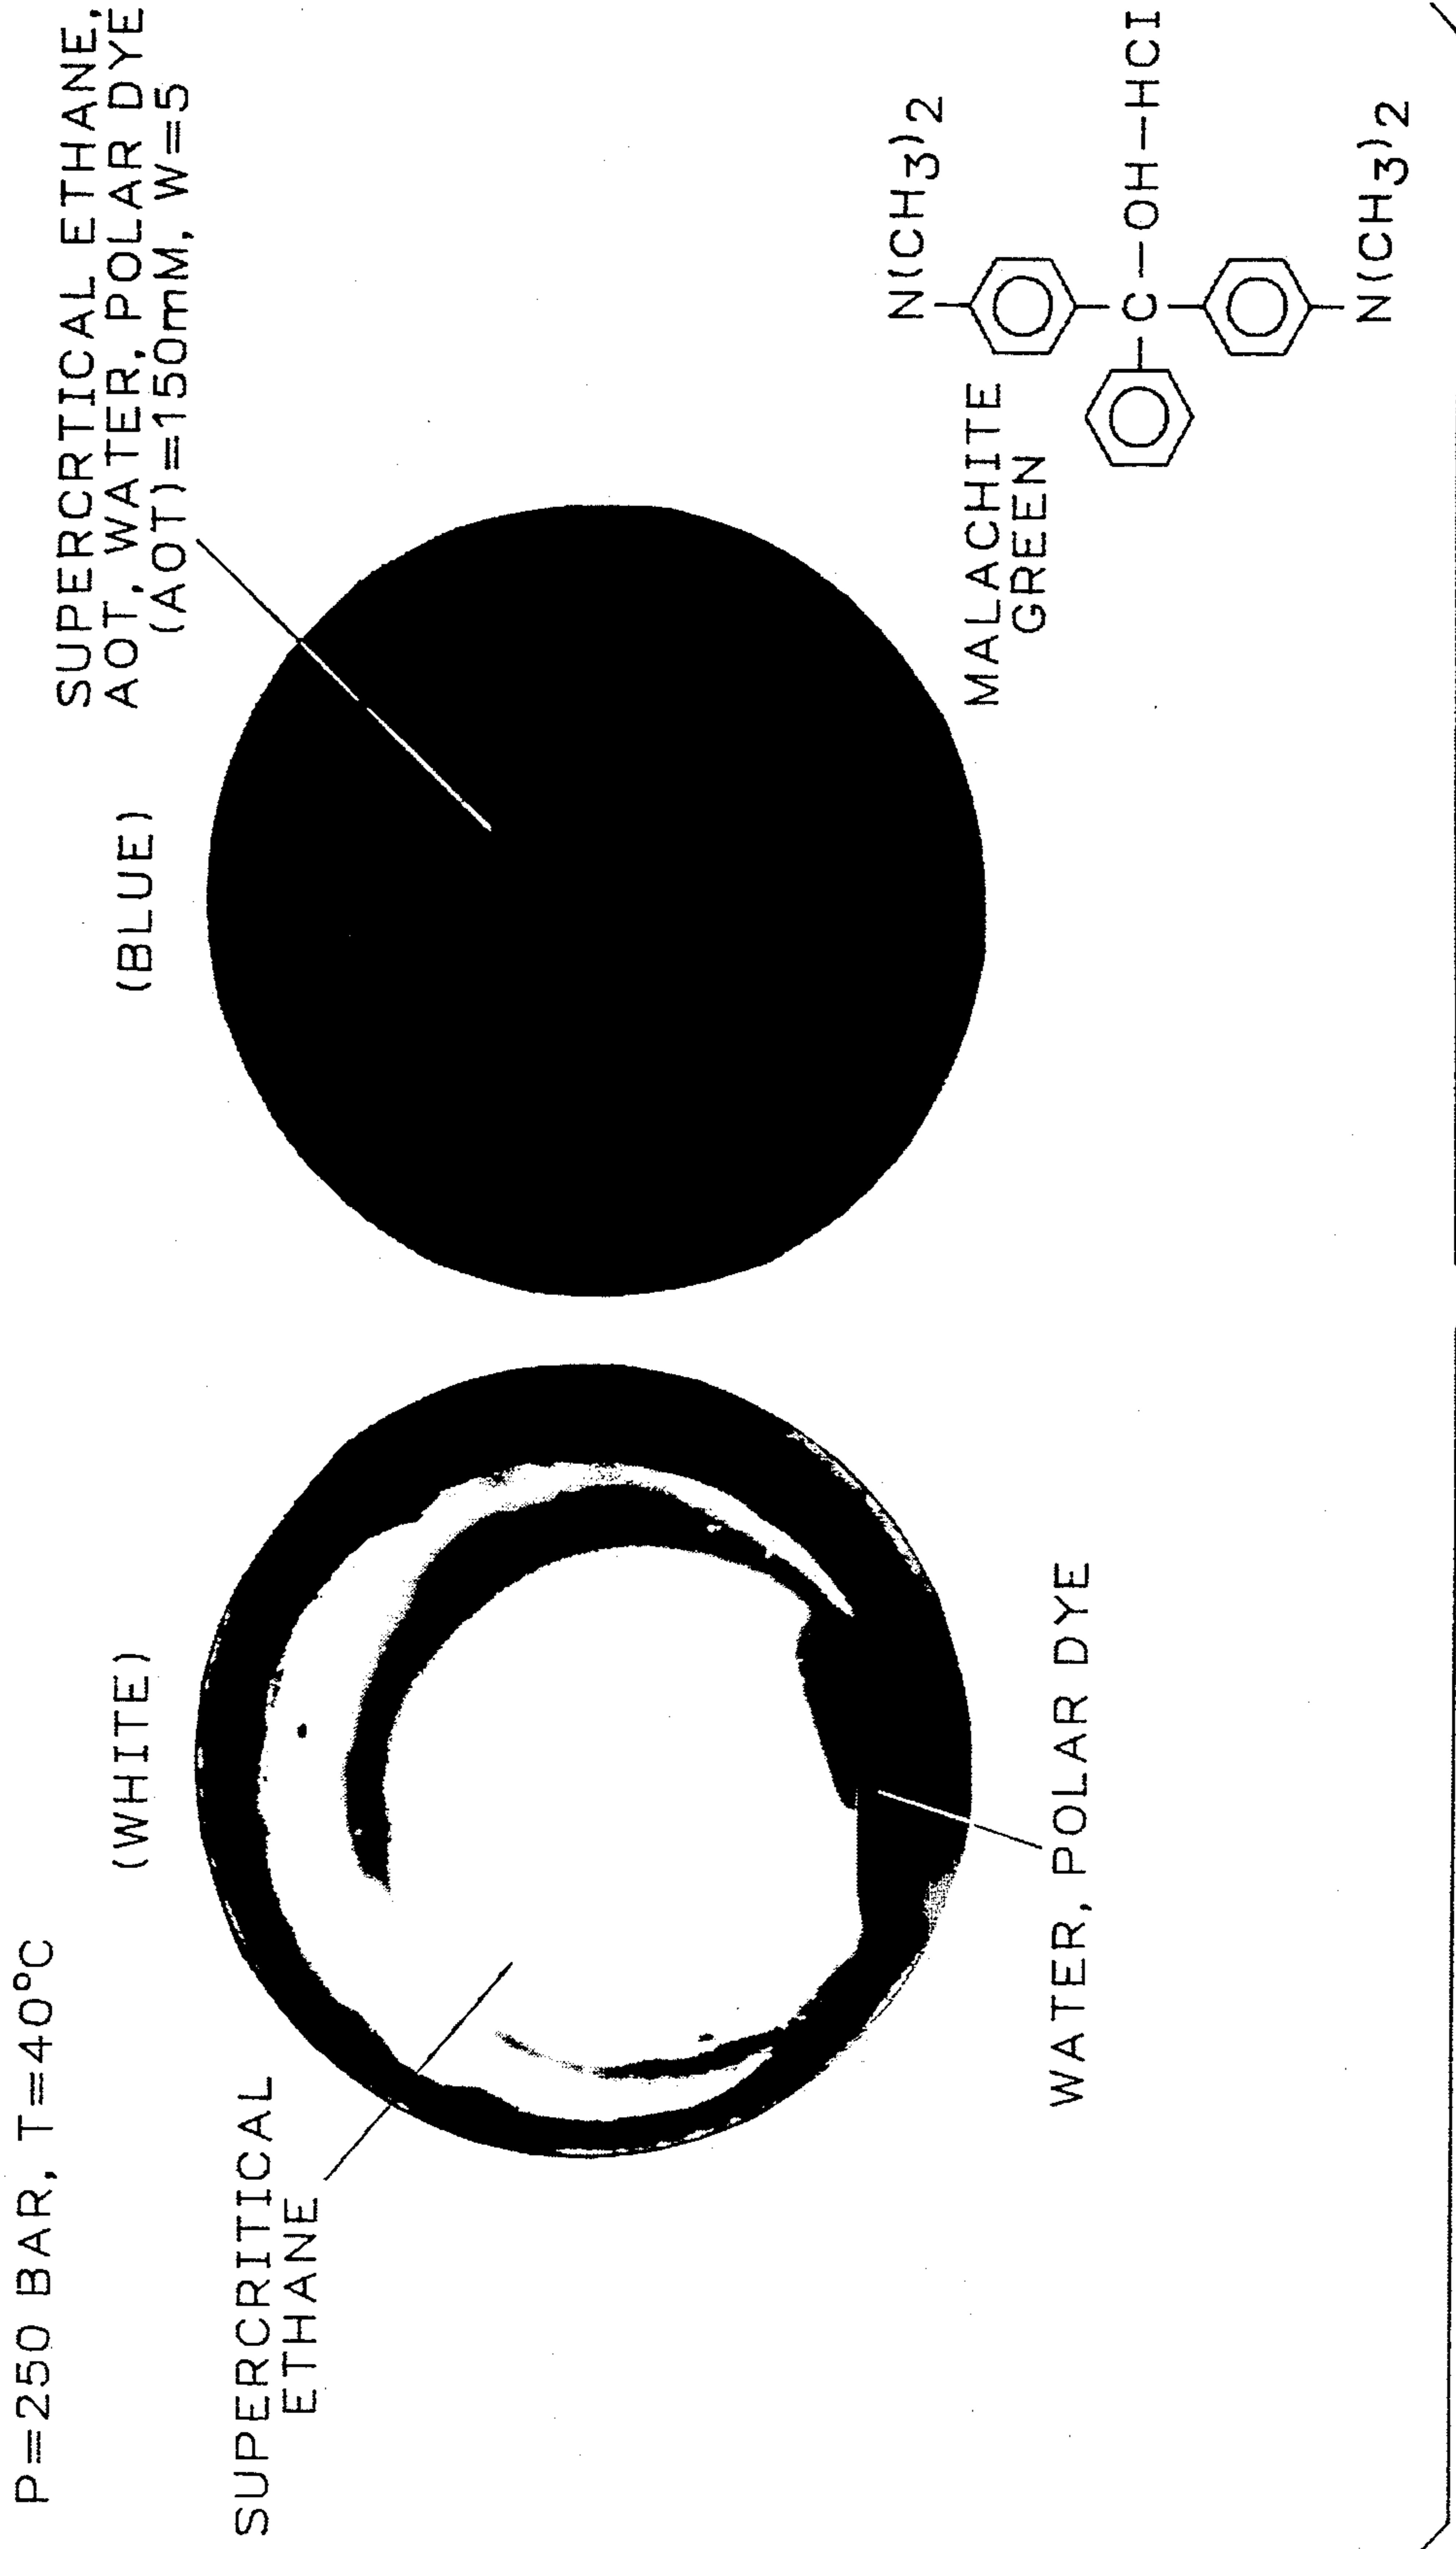 P=250 BAR, T=40°C
(WHITE)
(BLUE)
SUPERCRITICAL
ETHANE
SUPERCRTICAL ETHANE,
AOT, WATER, POLAR DYE
(AOT)=150mM, W=5
WATER, POLAR DYE
MALACHITE
GREEN
N(CH3)2
C-OH-HCl
N(CH3)2